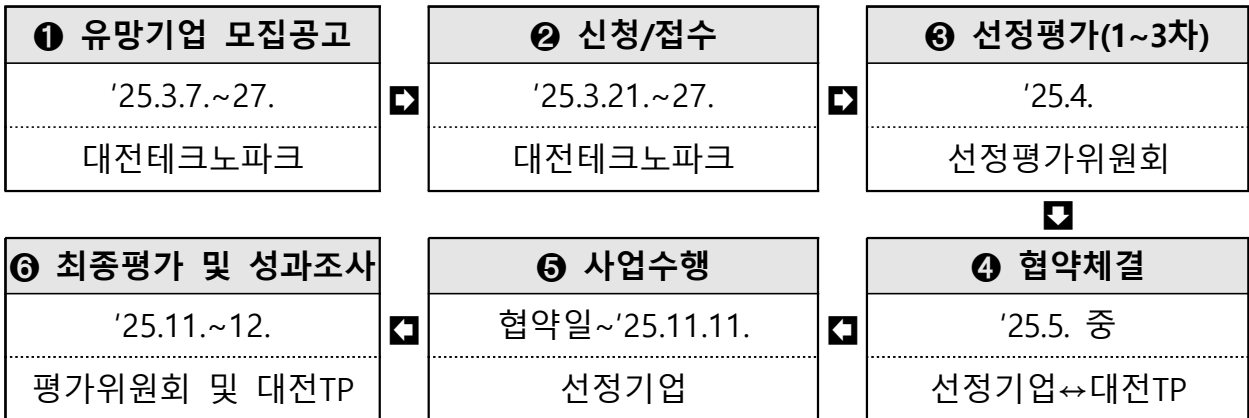 ❶ 유망기업 모집공고
'25.3.7.~27.
대전테크노파크
❷ 신청/접수
'25.3.21.~27.
대전테크노파크
❸ 선정평가(1~3차)
'25.4.
선정평가위원회
❹ 협약체결
'25.5. 중
선정기업↔대전TP
❺ 사업수행
협약일~'25.11.11.
선정기업
❻ 최종평가 및 성과조사
'25.11.~12.
평가위원회 및 대전TP